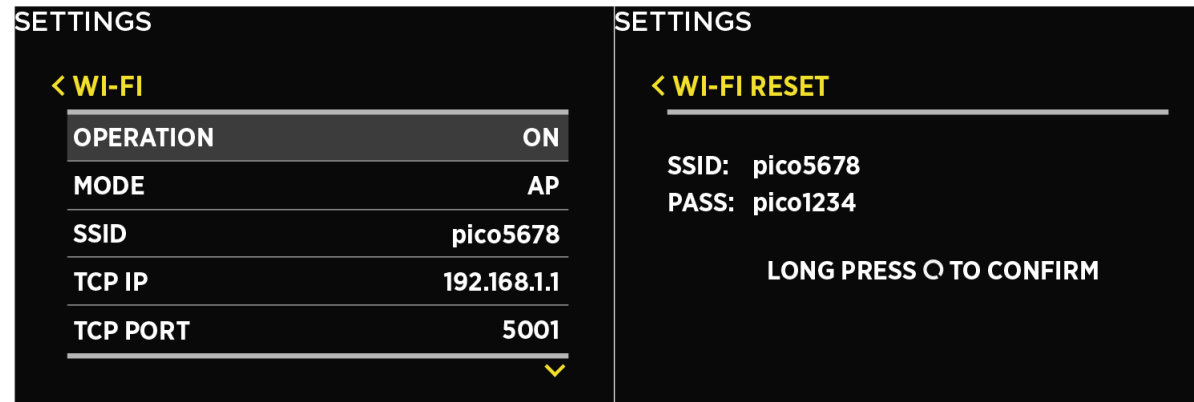 SETTINGS
< WI-FI
OPERATION ON
MODE AP
SSID pico5678
TCP IP 192.168.1.1
TCP PORT 5001
SETTINGS
< WI-FI RESET
SSID: pico5678
PASS: pico1234
LONG PRESS O TO CONFIRM